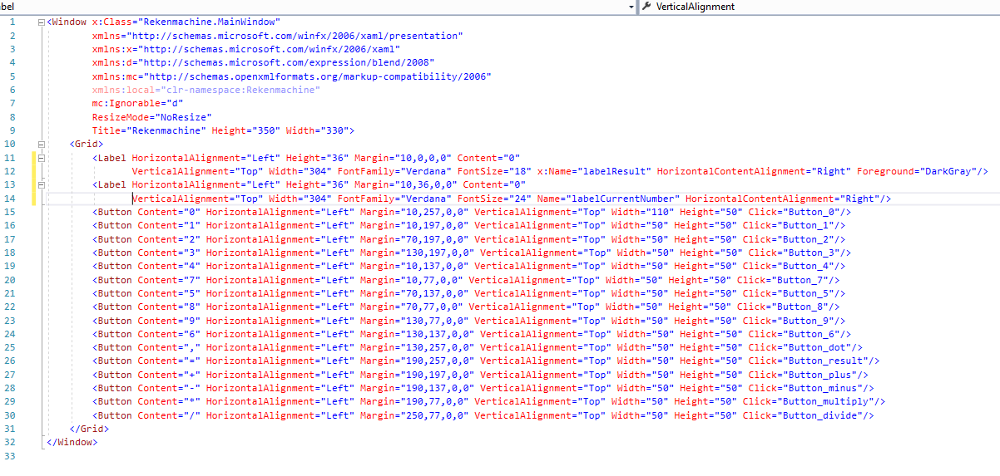 bel VerticalAlignment
1 <Window x:Class="Rekenmachine.MainWindow"
2 xmlns="http://schemas.microsoft.com/winfx/2006/xaml/presentation"
3 xmlns:x="http://schemas.microsoft.com/winfx/2006/xaml"
4 xmlns:d="http://schemas.microsoft.com/expression/blend/2008"
5 xmlns:mc="http://schemas.openxmlformats.org/markup-compatibility/2006"
6 xmlns:local="clr-namespace:Rekenmachine"
7 mc:Ignorable="d"
8 ResizeMode="NoResize"
9 Title="Rekenmachine" Height="350" Width="330">
10 <Grid>
11 <Label HorizontalAlignment="Left" Height="36" Margin="10,0,0,0" Content="0"
12 VerticalAlignment="Top" Width="304" FontFamily="Verdana" FontSize="18" x:Name="labelResult" HorizontalContentAlignment="Right" Foreground="DarkGray"/>
13 <Label HorizontalAlignment="Left" Height="36" Margin="10,36,0,0" Content="0"
14 VerticalAlignment="Top" Width="304" FontFamily="Verdana" FontSize="24" Name="labelCurrentNumber" HorizontalContentAlignment="Right"/>
15 <Button Content="0" HorizontalAlignment="Left" Margin="10,257,0,0" VerticalAlignment="Top" Width="110" Height="50" Click="Button_0"/>
16 <Button Content="1" HorizontalAlignment="Left" Margin="10,197,0,0" VerticalAlignment="Top" Width="50" Height="50" Click="Button_1"/>
17 <Button Content="2" HorizontalAlignment="Left" Margin="70,197,0,0" VerticalAlignment="Top" Width="50" Height="50" Click="Button_2"/>
18 <Button Content="3" HorizontalAlignment="Left" Margin="130,197,0,0" VerticalAlignment="Top" Width="50" Height="50" Click="Button_3"/>
19 <Button Content="4" HorizontalAlignment="Left" Margin="10,137,0,0" VerticalAlignment="Top" Width="50" Height="50" Click="Button_4"/>
20 <Button Content="7" HorizontalAlignment="Left" Margin="10,77,0,0" VerticalAlignment="Top" Width="50" Height="50" Click="Button_7"/>
21 <Button Content="5" HorizontalAlignment="Left" Margin="70,137,0,0" VerticalAlignment="Top" Width="50" Height="50" Click="Button_5"/>
22 <Button Content="8" HorizontalAlignment="Left" Margin="70,77,0,0" VerticalAlignment="Top" Width="50" Height="50" Click="Button_8"/>
23 <Button Content="9" HorizontalAlignment="Left" Margin="130,77,0,0" VerticalAlignment="Top" Width="50" Height="50" Click="Button_9"/>
24 <Button Content="6" HorizontalAlignment="Left" Margin="130,137,0,0" VerticalAlignment="Top" Width="50" Height="50" Click="Button_6"/>
25 <Button Content="," HorizontalAlignment="Left" Margin="130,257,0,0" VerticalAlignment="Top" Width="50" Height="50" Click="Button_dot"/>
26 <Button Content="=" HorizontalAlignment="Left" Margin="190,257,0,0" VerticalAlignment="Top" Width="50" Height="50" Click="Button_result"/>
27 <Button Content="+" HorizontalAlignment="Left" Margin="190,197,0,0" VerticalAlignment="Top" Width="50" Height="50" Click="Button_plus"/>
28 <Button Content="-" HorizontalAlignment="Left" Margin="190,137,0,0" VerticalAlignment="Top" Width="50" Height="50" Click="Button_minus"/>
29 <Button Content="*" HorizontalAlignment="Left" Margin="190,77,0,0" VerticalAlignment="Top" Width="50" Height="50" Click="Button_multiply"/>
30 <Button Content="/" HorizontalAlignment="Left" Margin="250,77,0,0" VerticalAlignment="Top" Width="50" Height="50" Click="Button_divide"/>
31 </Grid>
32 </Window>
33